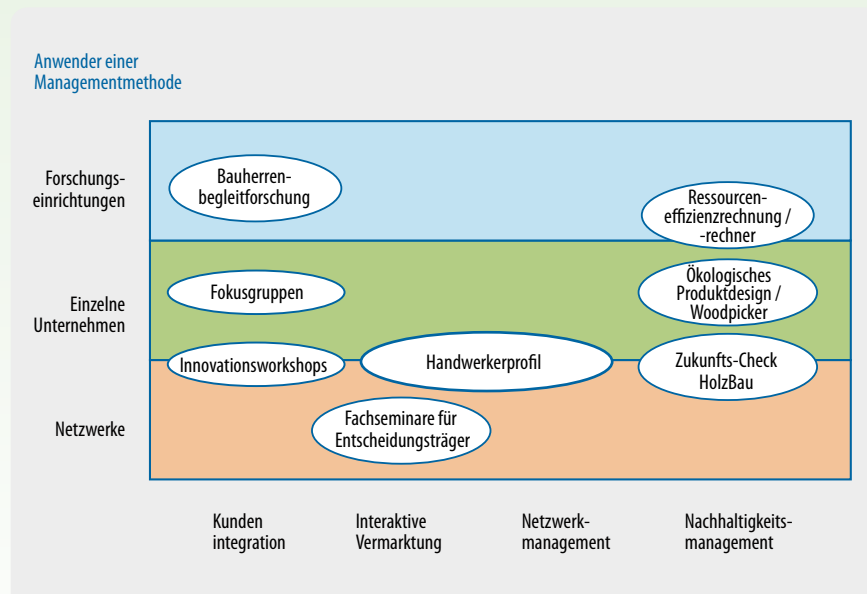 Anwender einer
Managementmethode
Forschungs-
einrichtungen
Bauherren-
begleitforschung
Ressourcen-
effizienzrechnung /
-rechner
Einzelne
Unternehmen
Fokusgruppen
Ökologisches
Produktdesign /
Woodpicker
Innovationsworkshops
Handwerkerprofil
Zukunfts-Check
HolzBau
Netzwerke
Fachseminare für
Entscheidungsträger
Kunden
integration
Interaktive
Vermarktung
Netzwerk-
management
Nachhaltigkeits-
management